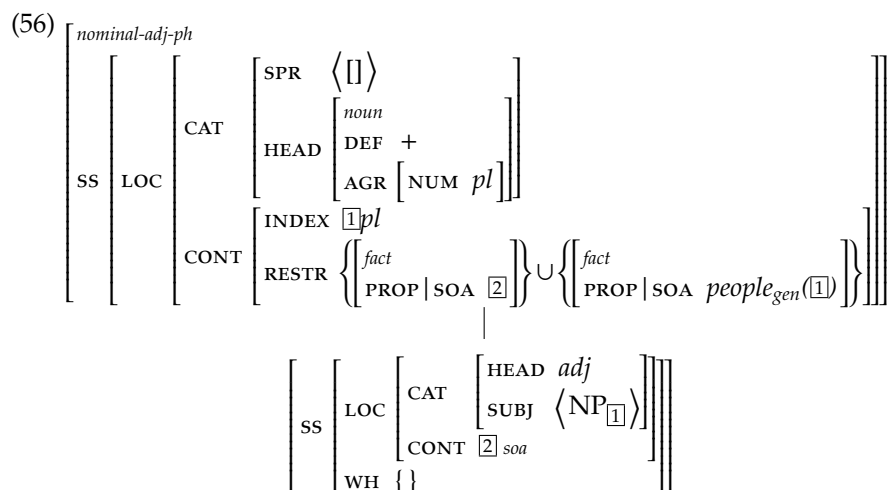 (56)
nominal-adj-ph
SPR ⟨[]⟩
CAT
noun
HEAD DEF +
AGR [NUM pl]
SS LOC
INDEX [1]pl
CONT
RESTR {[fact PROP|SOA [2]]} ∪ {[fact PROP|SOA people_gen([1])]}
HEAD adj
CAT
SUBJ ⟨NP[1]⟩
LOC
SS
CONT [2] soa
WH { }